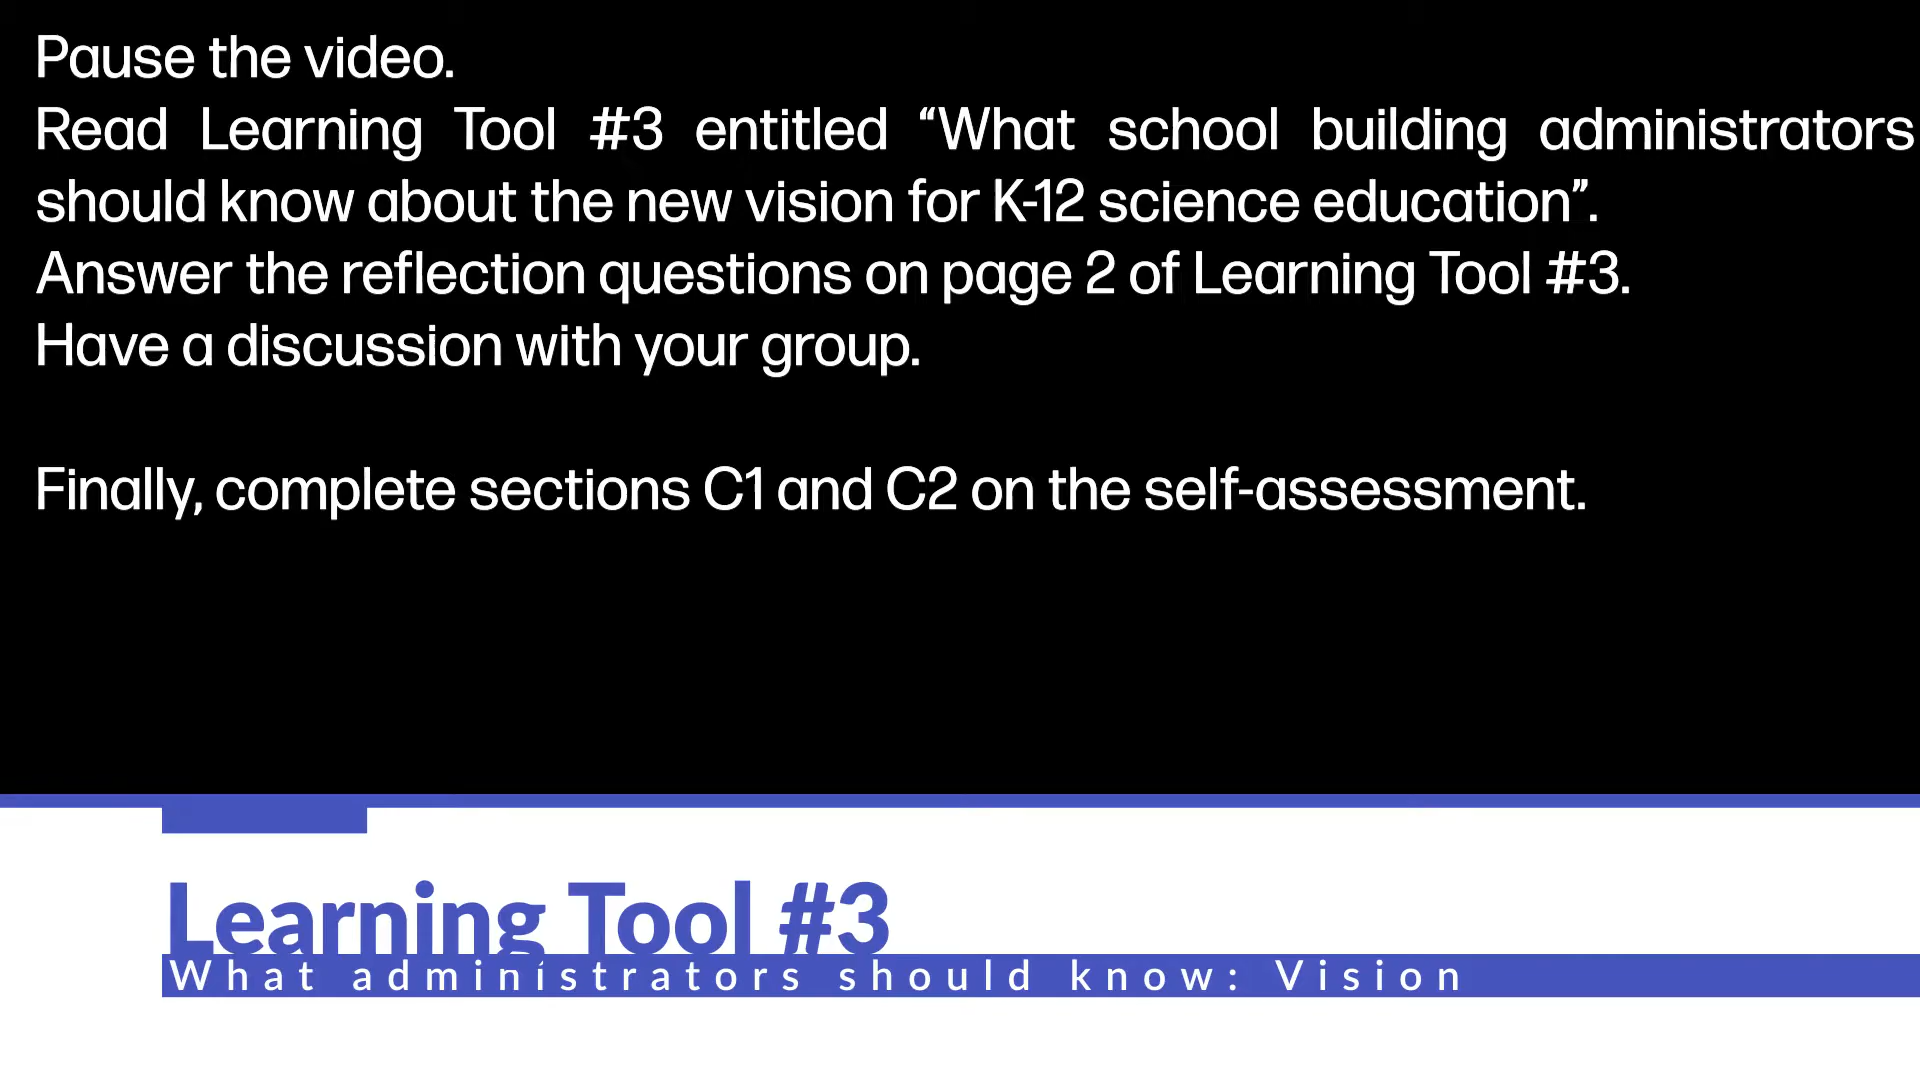 Pause the video.
Read Learning Tool #3 entitled “What school building administrators
should know about the new vision for K-12 science education”.
Answer the reflection questions on page 2 of Learning Tool #3.
Have a discussion with your group.
Finally, complete sections C1 and C2 on the self-assessment.
Learning Tool #3
What administrators should know: Vision